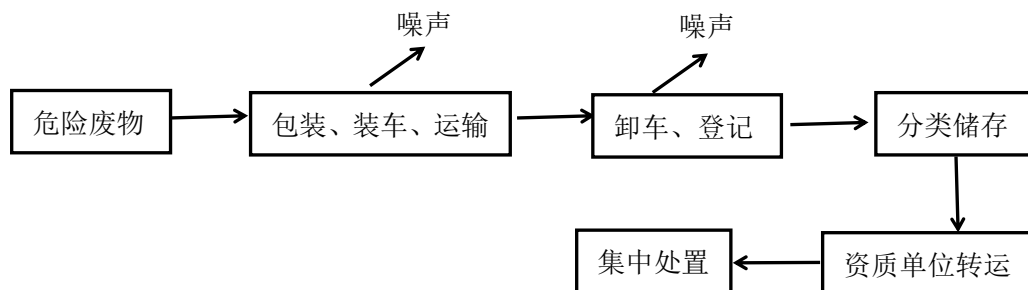 噪声
噪声
危险废物
包装、装车、运输
卸车、登记
分类储存
集中处置
资质单位转运